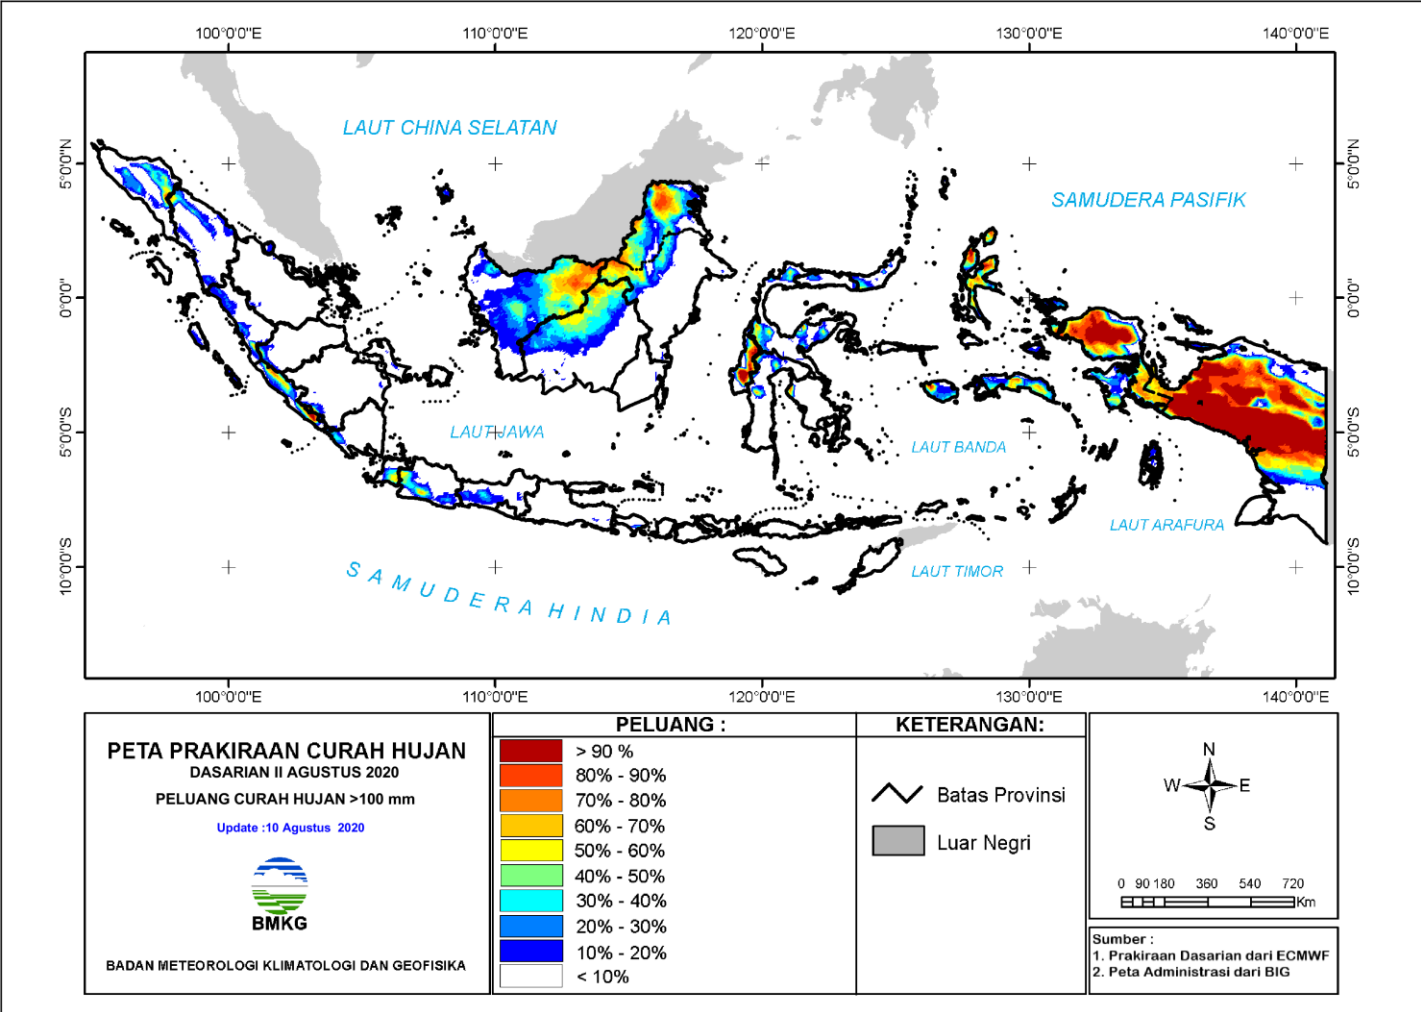 100°0'0"E 110°0'0"E 120°0'0"E 130°0'0"E 140°0'0"E
5°0'0"N 5°0'0"N
0°0'0" 0°0'0"
5°0'0"S 5°0'0"S
10°0'0"S 10°0'0"S
LAUT CHINA SELATAN
SAMUDERA PASIFIK
LAUT JAWA
LAUT BANDA
LAUT ARAFURA
LAUT TIMOR
SAMUDERA HINDIA
100°0'0"E 110°0'0"E 120°0'0"E 130°0'0"E 140°0'0"E
PETA PRAKIRAAN CURAH HUJAN
DASARIAN II AGUSTUS 2020
PELUANG CURAH HUJAN >100 mm
Update :10 Agustus 2020
BMKG
BADAN METEOROLOGI KLIMATOLOGI DAN GEOFISIKA
PELUANG :
> 90 %
80% - 90%
70% - 80%
60% - 70%
50% - 60%
40% - 50%
30% - 40%
20% - 30%
10% - 20%
< 10%
KETERANGAN:
Batas Provinsi
Luar Negri
N
W E
S
0 90 180 360 540 720
Km
Sumber :
1. Prakiraan Dasarian dari ECMWF
2. Peta Administrasi dari BIG